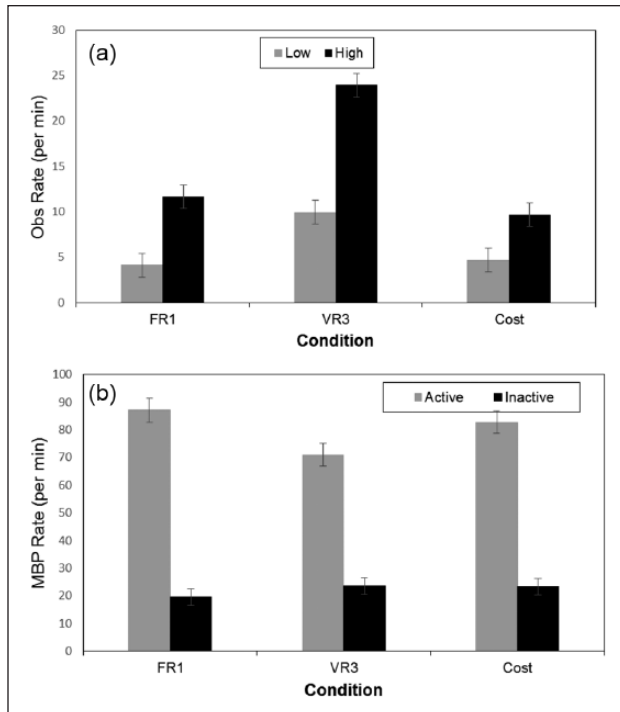 (a)
Low High
Obs Rate (per min)
30
25
20
15
10
5
0
FR1 VR3 Cost
Condition
(b)
Active Inactive
MBP Rate (per min)
100
90
80
70
60
50
40
30
20
10
0
FR1 VR3 Cost
Condition